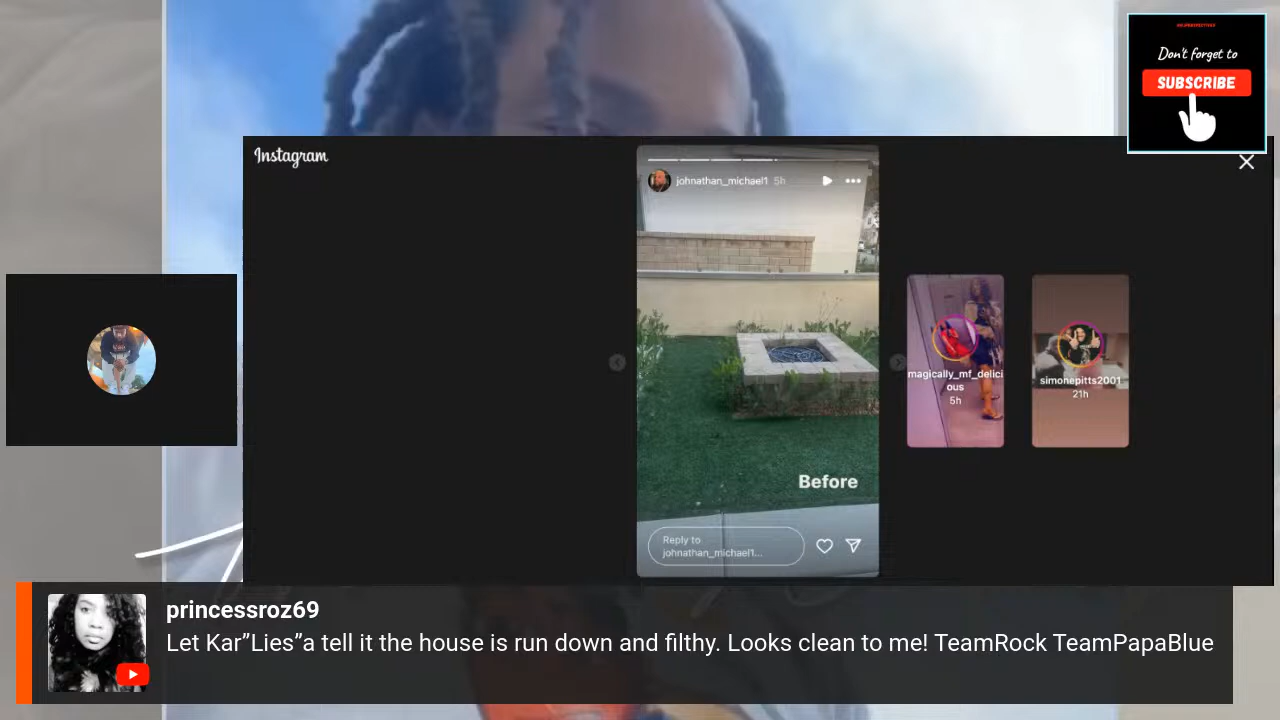 Don't forget to
SUBSCRIBE
Instagram
johnathan_michael1 5h
magically_mf_delici
ous
5h
simonepitts2001
21h
Before
Reply to
johnathan_michael1...
princessroz69
Let Kar”Lies”a tell it the house is run down and filthy. Looks clean to me! TeamRock TeamPapaBlue